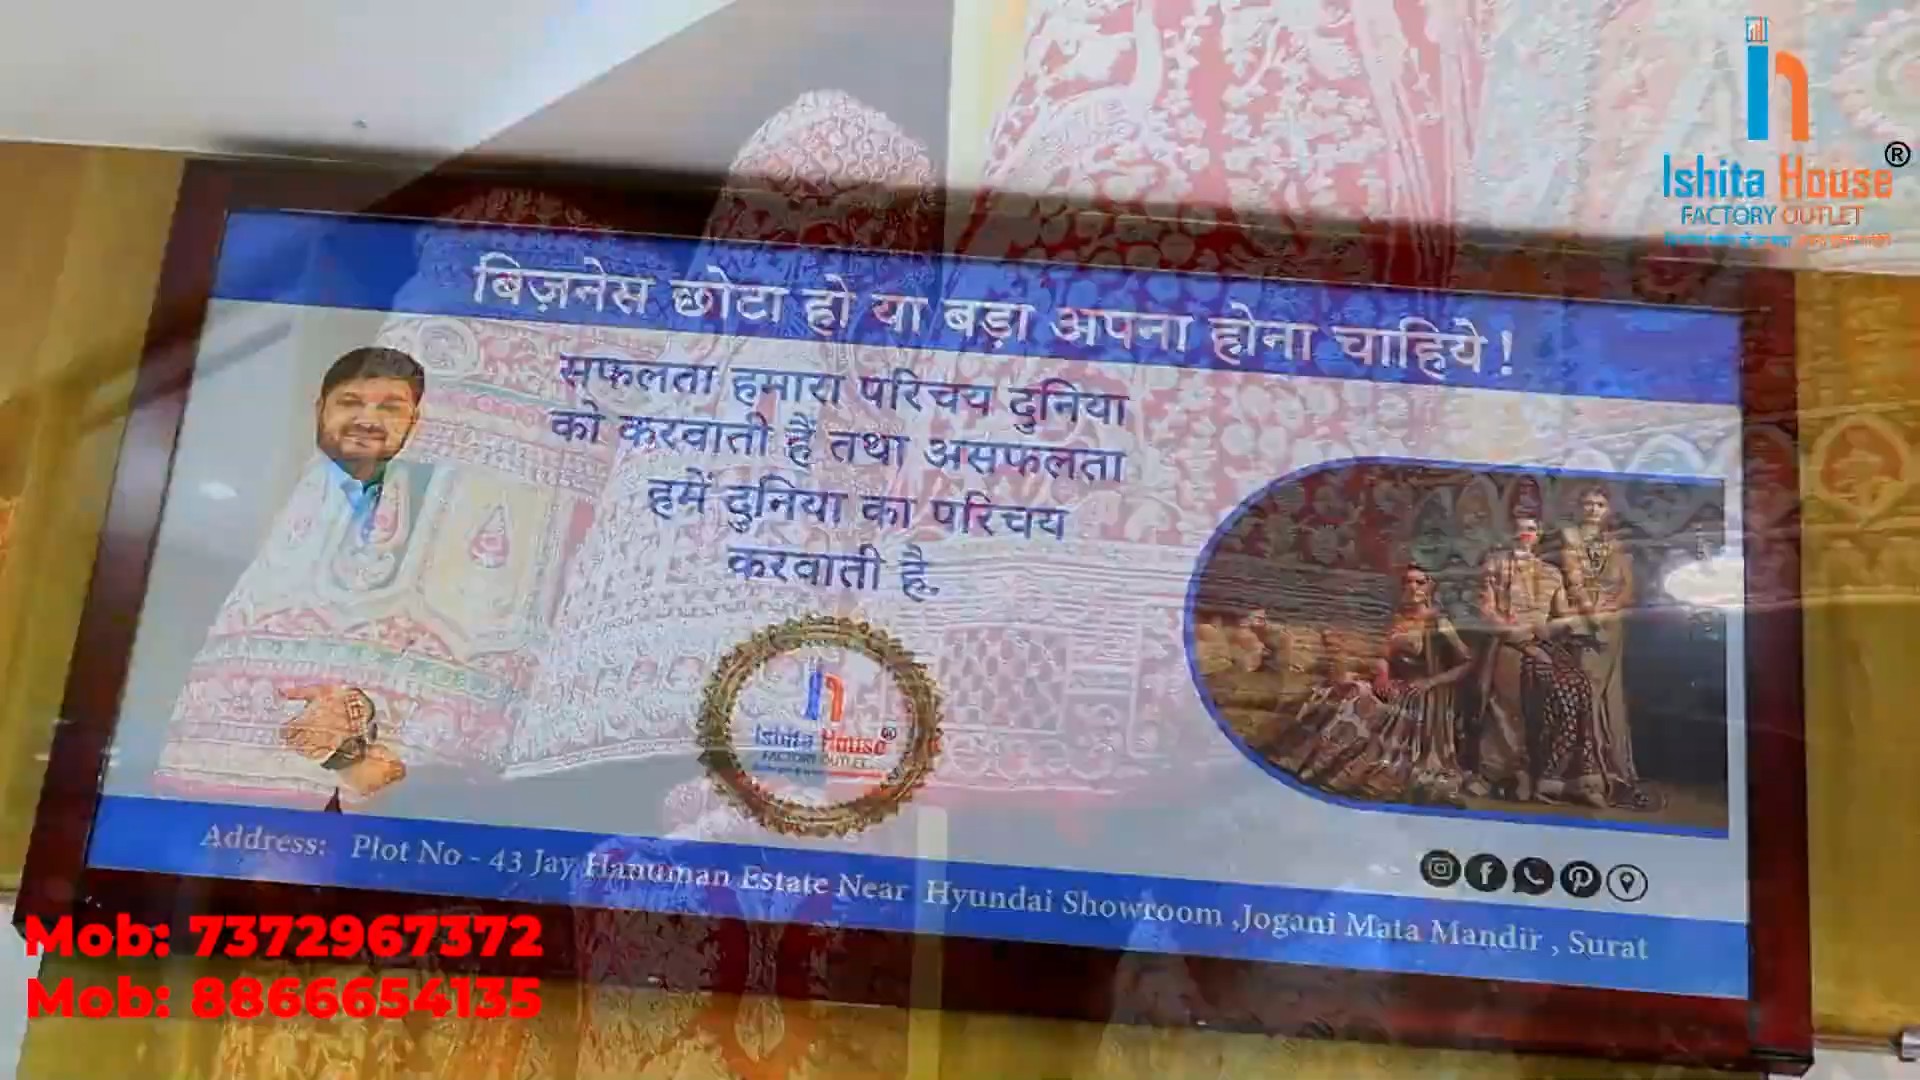 Ishita House®
FACTORY OUTLET
बिज़नेस छोटा हो या बड़ा अपना होना चाहिये!
सफलता हमारा परिचय दुनिया
को करवाती हैं तथा असफलता
हमें दुनिया का परिचय
करवाती है.
Ishita House®
FACTORY OUTLET
Address: Plot No - 43 Jay Hanuman Estate Near Hyundai Showroom ,Jogani Mata Mandir , Surat
Mob: 7372967372
Mob: 8866654135